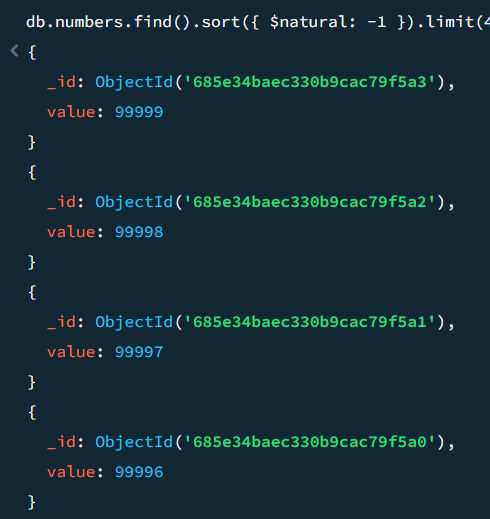 db.numbers.find().sort({ $natural: -1 }).limit(4
< {
_id: ObjectId('685e34baec330b9cac79f5a3'),
value: 99999
}
{
_id: ObjectId('685e34baec330b9cac79f5a2'),
value: 99998
}
{
_id: ObjectId('685e34baec330b9cac79f5a1'),
value: 99997
}
{
_id: ObjectId('685e34baec330b9cac79f5a0'),
value: 99996
}